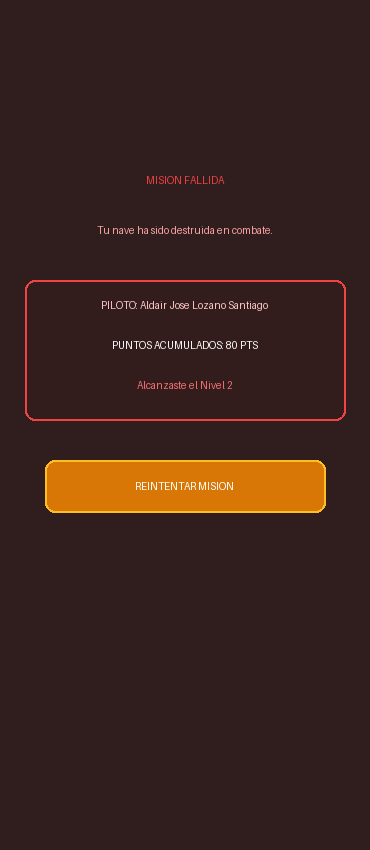 MISION FALLIDA
Tu nave ha sido destruida en combate.
PILOTO: Aldair Jose Lozano Santiago
PUNTOS ACUMULADOS: 80 PTS
Alcanzaste el Nivel 2
REINTENTAR MISION